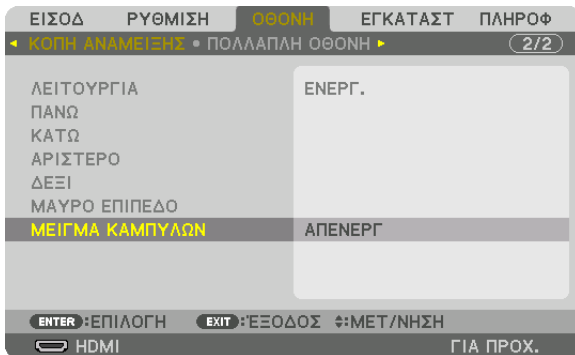 ΕΙΣΟΔ ΡΥΘΜΙΣΗ ΟΘΟΝΗ ΕΓΚΑΤΑΣΤ ΠΛΗΡΟΦ
ΚΟΠΗ ΑΝΑΜΕΙΞΗΣ • ΠΟΛΛΑΠΛΗ ΟΘΟΝΗ 2/2
ΛΕΙΤΟΥΡΓΙΑ ΕΝΕΡΓ.
ΠΑΝΩ
ΚΑΤΩ
ΑΡΙΣΤΕΡΟ
ΔΕΞΙ
ΜΑΥΡΟ ΕΠΙΠΕΔΟ
ΜΕΙΓΜΑ ΚΑΜΠΥΛΩΝ ΑΠΕΝΕΡΓ
ENTER :ΕΠΙΛΟΓΗ EXIT :ΈΞΟΔΟΣ :ΜΕΤ/ΝΗΣΗ
HDMI ΓΙΑ ΠΡΟΧ.